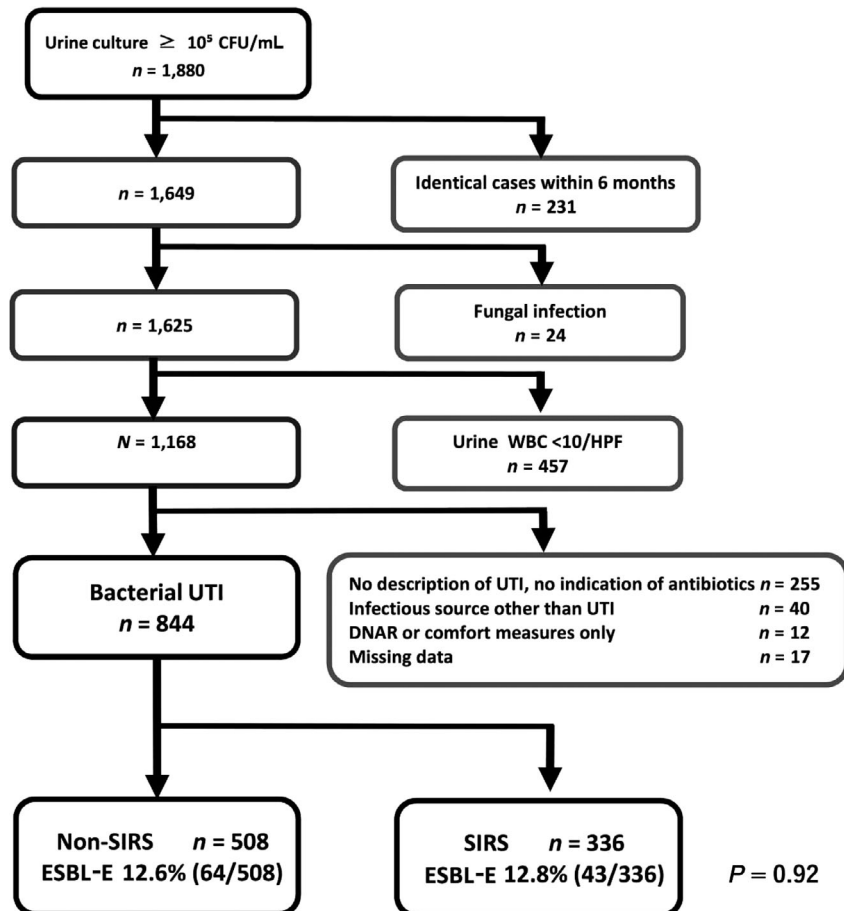 Urine culture ≥ 10⁵ CFU/mL
n = 1,880
n = 1,649
Identical cases within 6 months
n = 231
n = 1,625
Fungal infection
n = 24
N = 1,168
Urine WBC <10/HPF
n = 457
Bacterial UTI
n = 844
No description of UTI, no indication of antibiotics n = 255
Infectious source other than UTI n = 40
DNAR or comfort measures only n = 12
Missing data n = 17
Non-SIRS n = 508
ESBL-E 12.6% (64/508)
SIRS n = 336
ESBL-E 12.8% (43/336)
P = 0.92